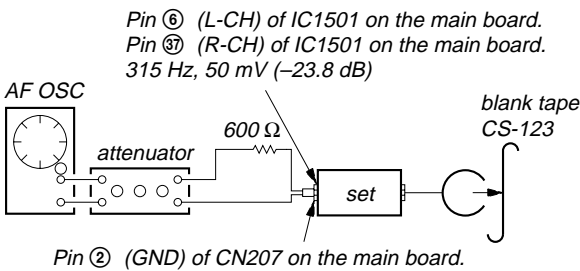 Pin ⑥ (L-CH) of IC1501 on the main board.
Pin ㊲ (R-CH) of IC1501 on the main board.
315 Hz, 50 mV (–23.8 dB)
AF OSC
attenuator
600 Ω
set
blank tape
CS-123
Pin ② (GND) of CN207 on the main board.